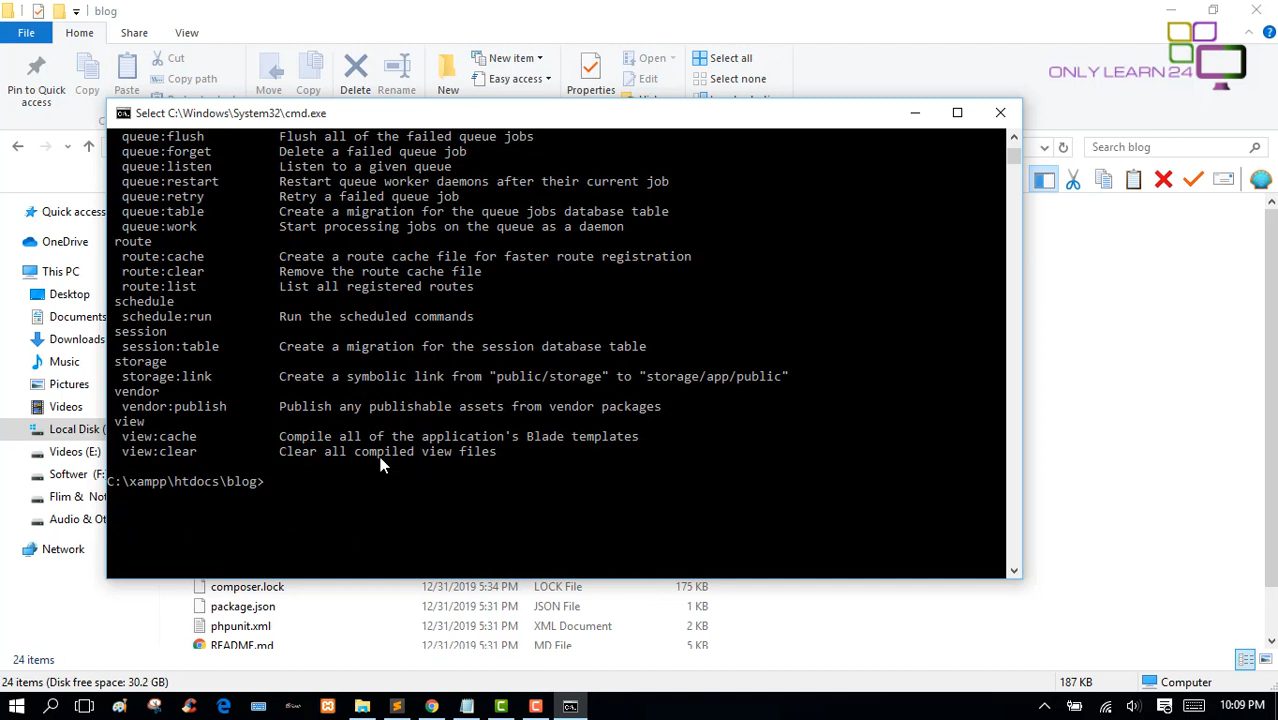 blog
File Home Share View
Pin to Quick access
Copy
Paste
Cut
Copy path
Move
Copy
Delete
Rename
New
New item
Easy access
Properties
Open
Edit
Select all
Select none
ONLY LEARN 24
Select C:\Windows\System32\cmd.exe
Search blog
queue:flush Flush all of the failed queue jobs
queue:forget Delete a failed queue job
queue:listen Listen to a given queue
queue:restart Restart queue worker daemons after their current job
queue:retry Retry a failed queue job
queue:table Create a migration for the queue jobs database table
queue:work Start processing jobs on the queue as a daemon
route
route:cache Create a route cache file for faster route registration
route:clear Remove the route cache file
route:list List all registered routes
schedule
schedule:run Run the scheduled commands
session
session:table Create a migration for the session database table
storage
storage:link Create a symbolic link from "public/storage" to "storage/app/public"
vendor
vendor:publish Publish any publishable assets from vendor packages
view
view:cache Compile all of the application's Blade templates
view:clear Clear all compiled view files
C:\xampp\htdocs\blog>
Quick access
OneDrive
This PC
Desktop
Documents
Downloads
Music
Pictures
Videos
Local Disk (
Videos (E:)
Softwer (F:
Flim & Na
Audio & Ot
Network
composer.lock 12/31/2019 5:34 PM LOCK File 175 KB
package.json 12/31/2019 5:31 PM JSON File 1 KB
phpunit.xml 12/31/2019 5:31 PM XML Document 2 KB
README.md 12/31/2019 5:31 PM MD File 5 KB
24 items
24 items (Disk free space: 30.2 GB) 187 KB Computer
10:09 PM